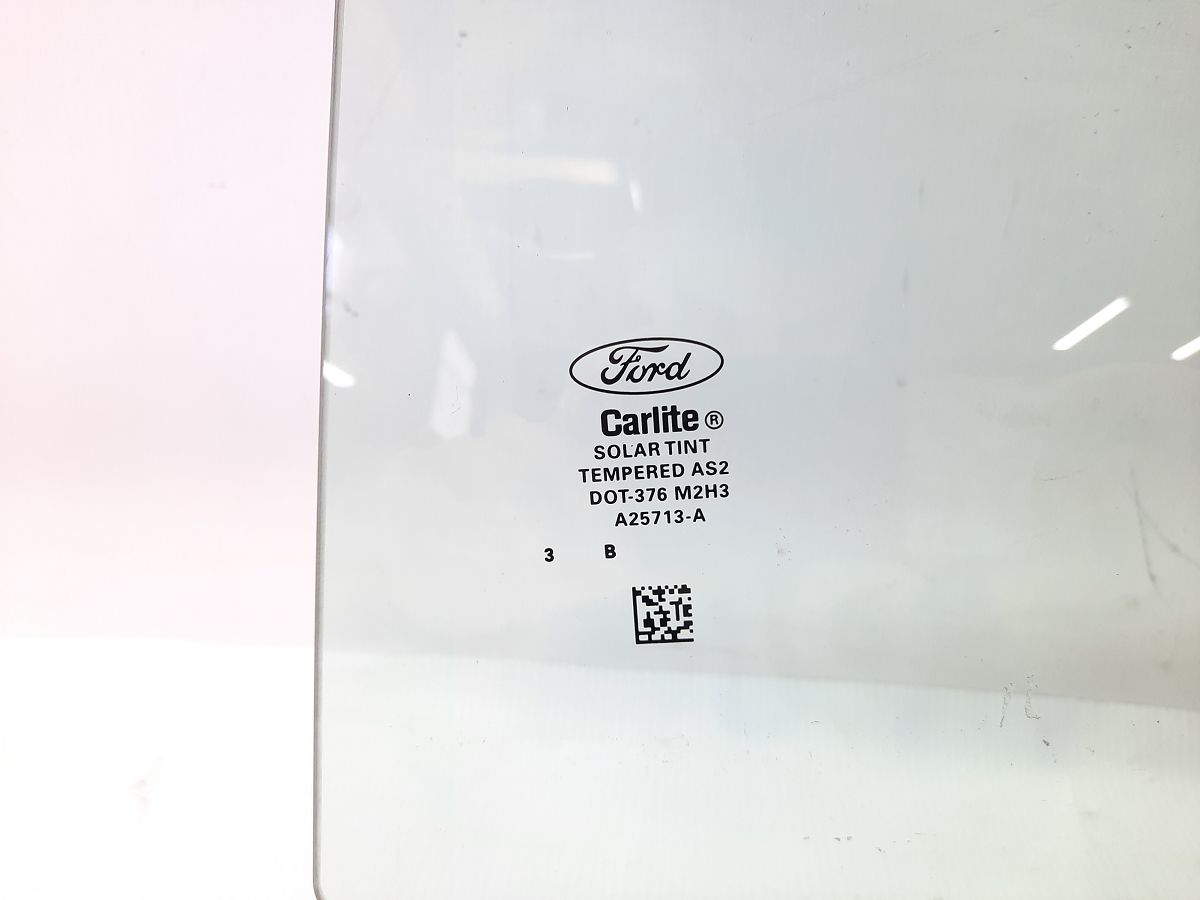 Ford
Carlite ®
SOLAR TINT
TEMPERED AS2
DOT-376 M2H3
A25713-A
3 B